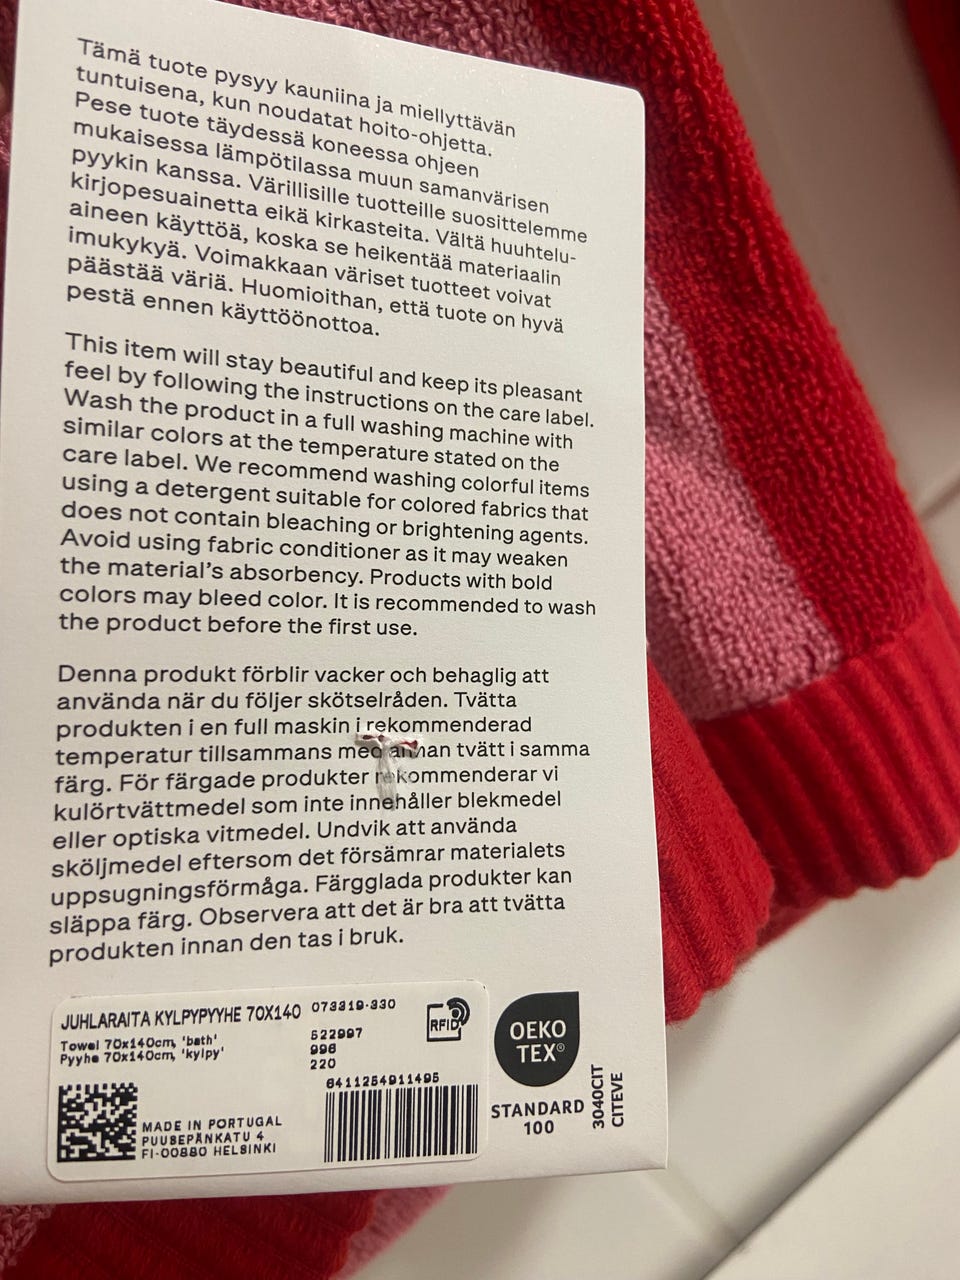 Tämä tuote pysyy kauniina ja miellyttävän
tuntuisena, kun noudatat hoito-ohjetta.
Pese tuote täydessä koneessa ohjeen
mukaisessa lämpötilassa muun samanvärisen
pyykin kanssa. Värillisille tuotteille suosittelemme
kirjopesuainetta eikä kirkasteita. Vältä huuhtelu-
aineen käyttöä, koska se heikentää materiaalin
imukykyä. Voimakkaan väriset tuotteet voivat
päästää väriä. Huomioithan, että tuote on hyvä
pestä ennen käyttöönottoa.
This item will stay beautiful and keep its pleasant
feel by following the instructions on the care label.
Wash the product in a full washing machine with
similar colors at the temperature stated on the
care label. We recommend washing colorful items
using a detergent suitable for colored fabrics that
does not contain bleaching or brightening agents.
Avoid using fabric conditioner as it may weaken
the material's absorbency. Products with bold
colors may bleed color. It is recommended to wash
the product before the first use.
Denna produkt förblir vacker och behaglig att
använda när du följer skötselråden. Tvätta
produkten i en full maskin i rekommenderad
temperatur tillsammans med annan tvätt i samma
färg. För färgade produkter rekommenderar vi
kulörtvättmedel som inte innehåller blekmedel
eller optiska vitmedel. Undvik att använda
sköljmedel eftersom det försämrar materialets
uppsugningsförmåga. Färgglada produkter kan
släppa färg. Observera att det är bra att tvätta
produkten innan den tas i bruk.
JUHLARAITA KYLPYPYYHE 70X140 073319-330
Towel 70x140cm, 'bath'
Pyyhe 70x140cm, 'kylpy'
522997
996
220
RFID
6411254911495
MADE IN PORTUGAL
PUUSEPÄNKATU 4
FI-00880 HELSINKI
OEKO
TEX®
STANDARD
100
3040CIT
CITEVE